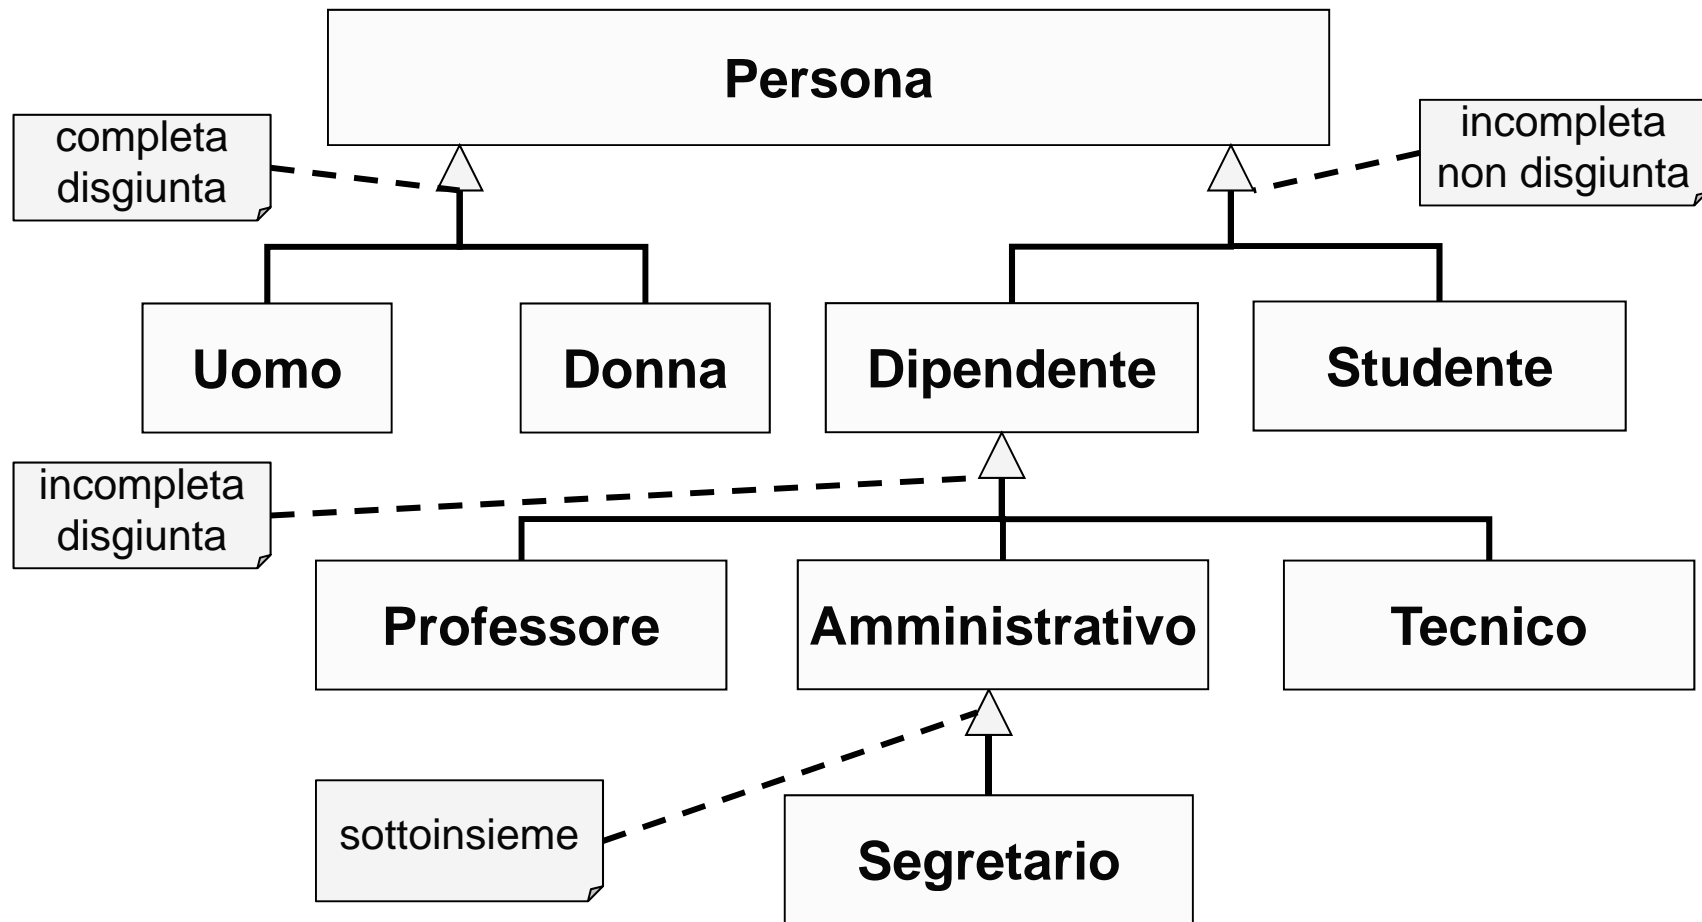 Persona
completa
disgiunta
incompleta
non disgiunta
Uomo
Donna
Dipendente
Studente
incompleta
disgiunta
Professore
Amministrativo
Tecnico
sottoinsieme
Segretario